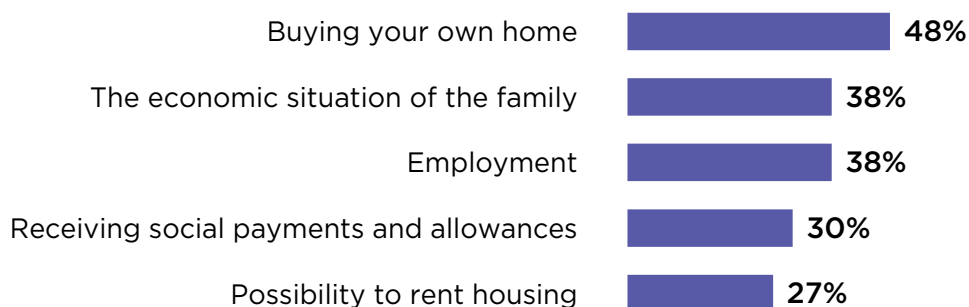 Buying your own home 48%
The economic situation of the family 38%
Employment 38%
Receiving social payments and allowances 30%
Possibility to rent housing 27%